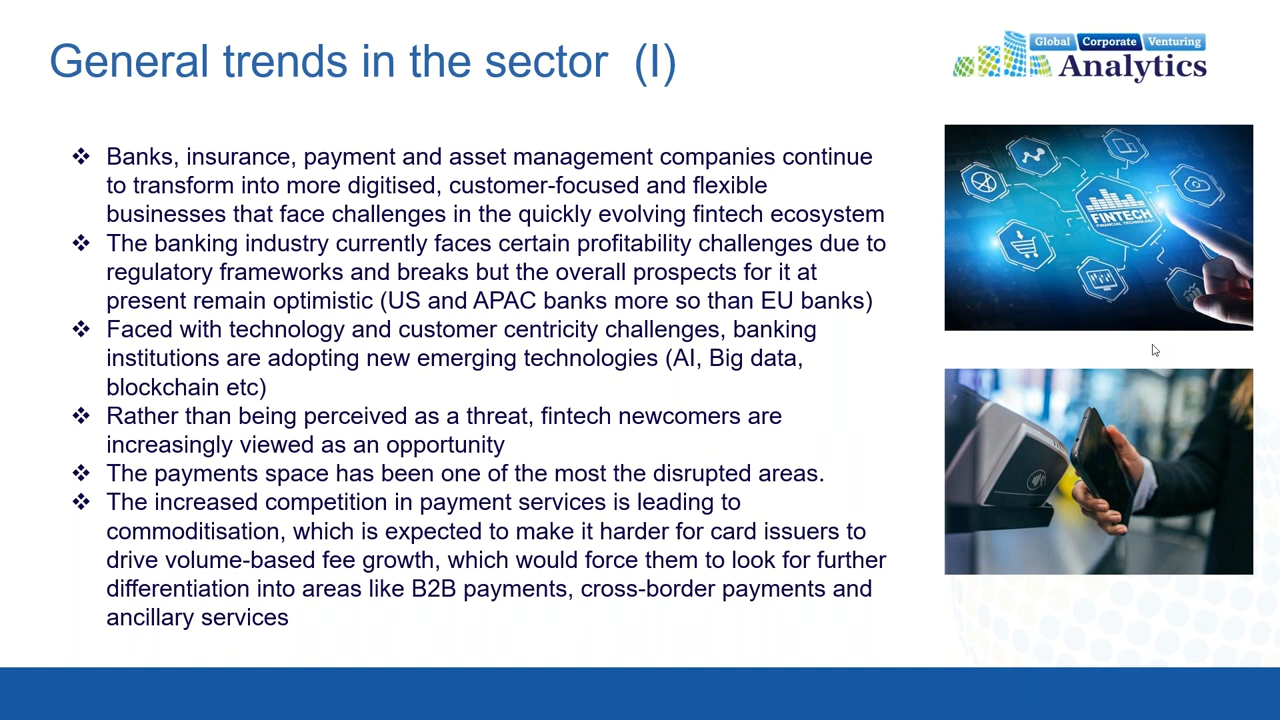 General trends in the sector (I)
Global Corporate Venturing
Analytics
❖ Banks, insurance, payment and asset management companies continue
to transform into more digitised, customer-focused and flexible
businesses that face challenges in the quickly evolving fintech ecosystem
❖ The banking industry currently faces certain profitability challenges due to
regulatory frameworks and breaks but the overall prospects for it at
present remain optimistic (US and APAC banks more so than EU banks)
❖ Faced with technology and customer centricity challenges, banking
institutions are adopting new emerging technologies (AI, Big data,
blockchain etc)
❖ Rather than being perceived as a threat, fintech newcomers are
increasingly viewed as an opportunity
❖ The payments space has been one of the most the disrupted areas.
❖ The increased competition in payment services is leading to
commoditisation, which is expected to make it harder for card issuers to
drive volume-based fee growth, which would force them to look for further
differentiation into areas like B2B payments, cross-border payments and
ancillary services
FINTECH
FINANCIAL TECHNOLOGY